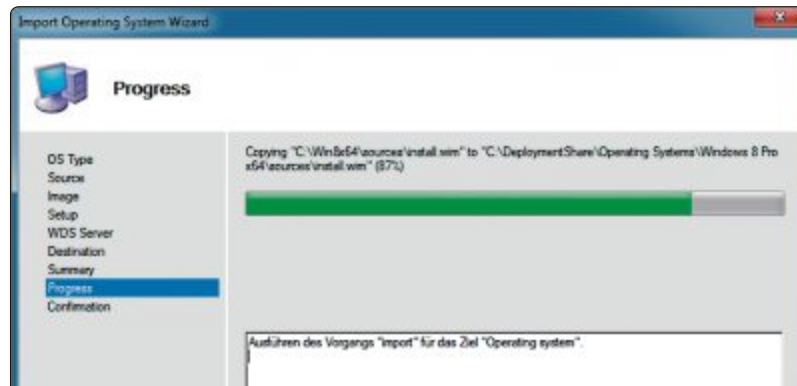 Import Operating System Wizard
Progress
OS Type
Source
Image
Setup
WDS Server
Destination
Summary
Progress
Confirmation
Copying "C:\Win8x64\sources\install.wim" to "C:\DeploymentShare\Operating Systems\Windows 8 Pro
x64\sources\install.wim" (87%)
Ausführen des Vorgangs "import" für das Ziel "Operating system".